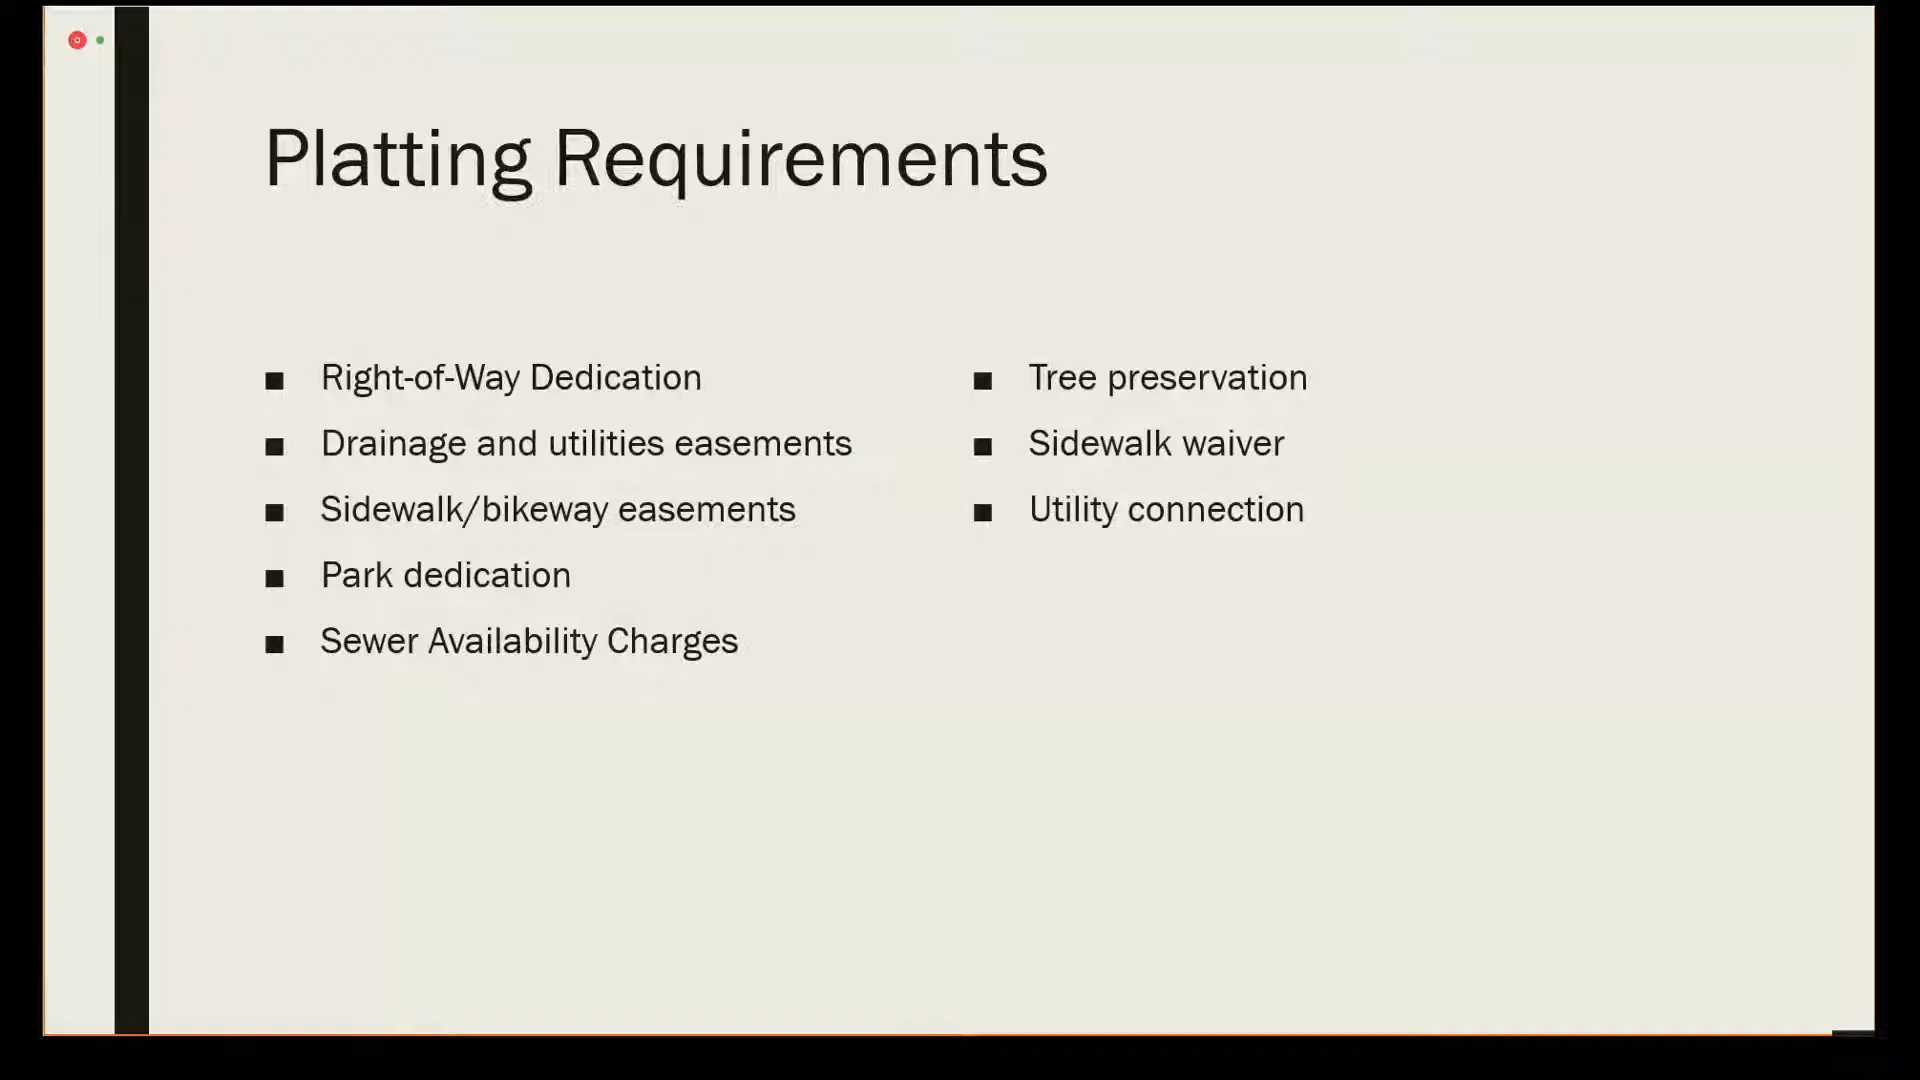 Platting Requirements
Right-of-Way Dedication
Drainage and utilities easements
Sidewalk/bikeway easements
Park dedication
Sewer Availability Charges
Tree preservation
Sidewalk waiver
Utility connection